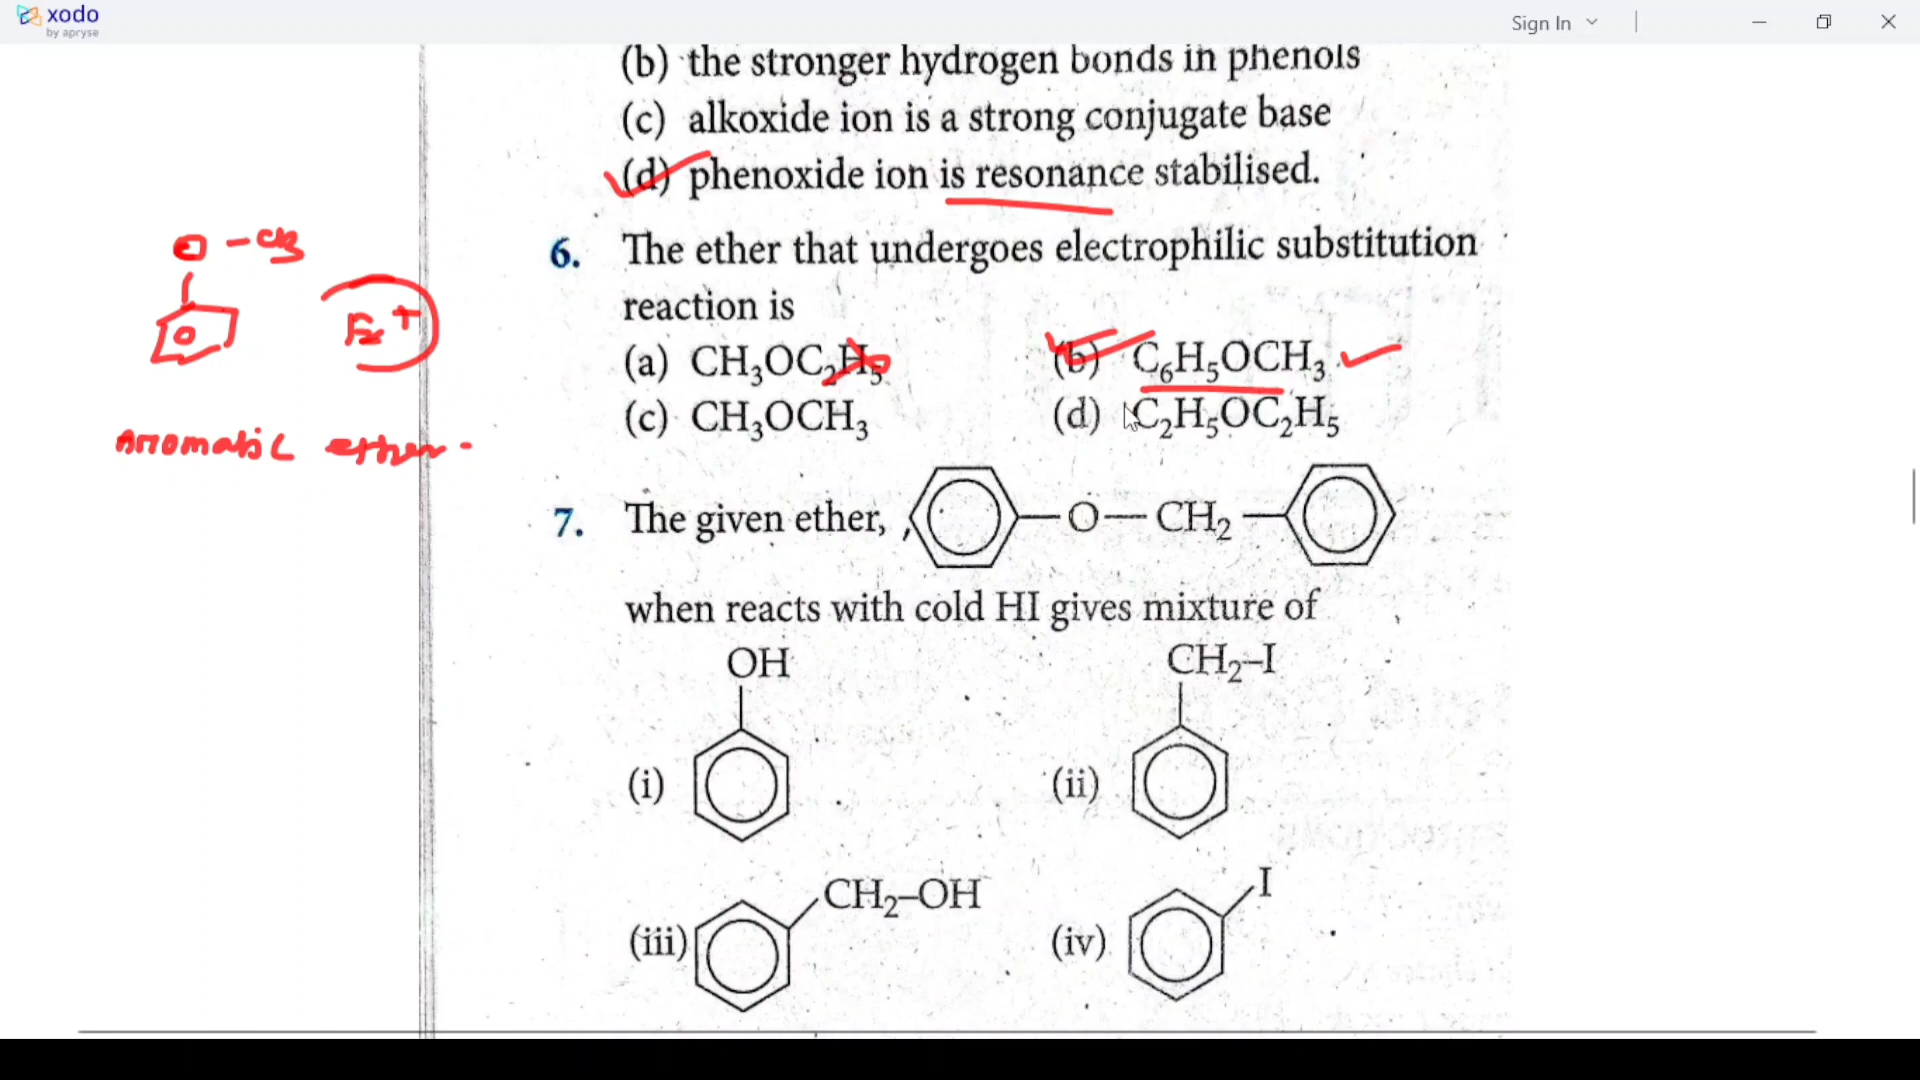 xodo
by apryse
Sign In
(b) the stronger hydrogen bonds in phenols
(c) alkoxide ion is a strong conjugate base
(d) phenoxide ion is resonance stabilised.
6. The ether that undergoes electrophilic substitution
reaction is
(a) CH₃OC₂H₅ (b) C₆H₅OCH₃
(c) CH₃OCH₃ (d) C₂H₅OC₂H₅
O – CH₃
Aromatic ether
7. The given ether, —O—CH₂—
when reacts with cold HI gives mixture of
OH CH₂–I
(i) (ii)
CH₂–OH I
(iii) (iv)